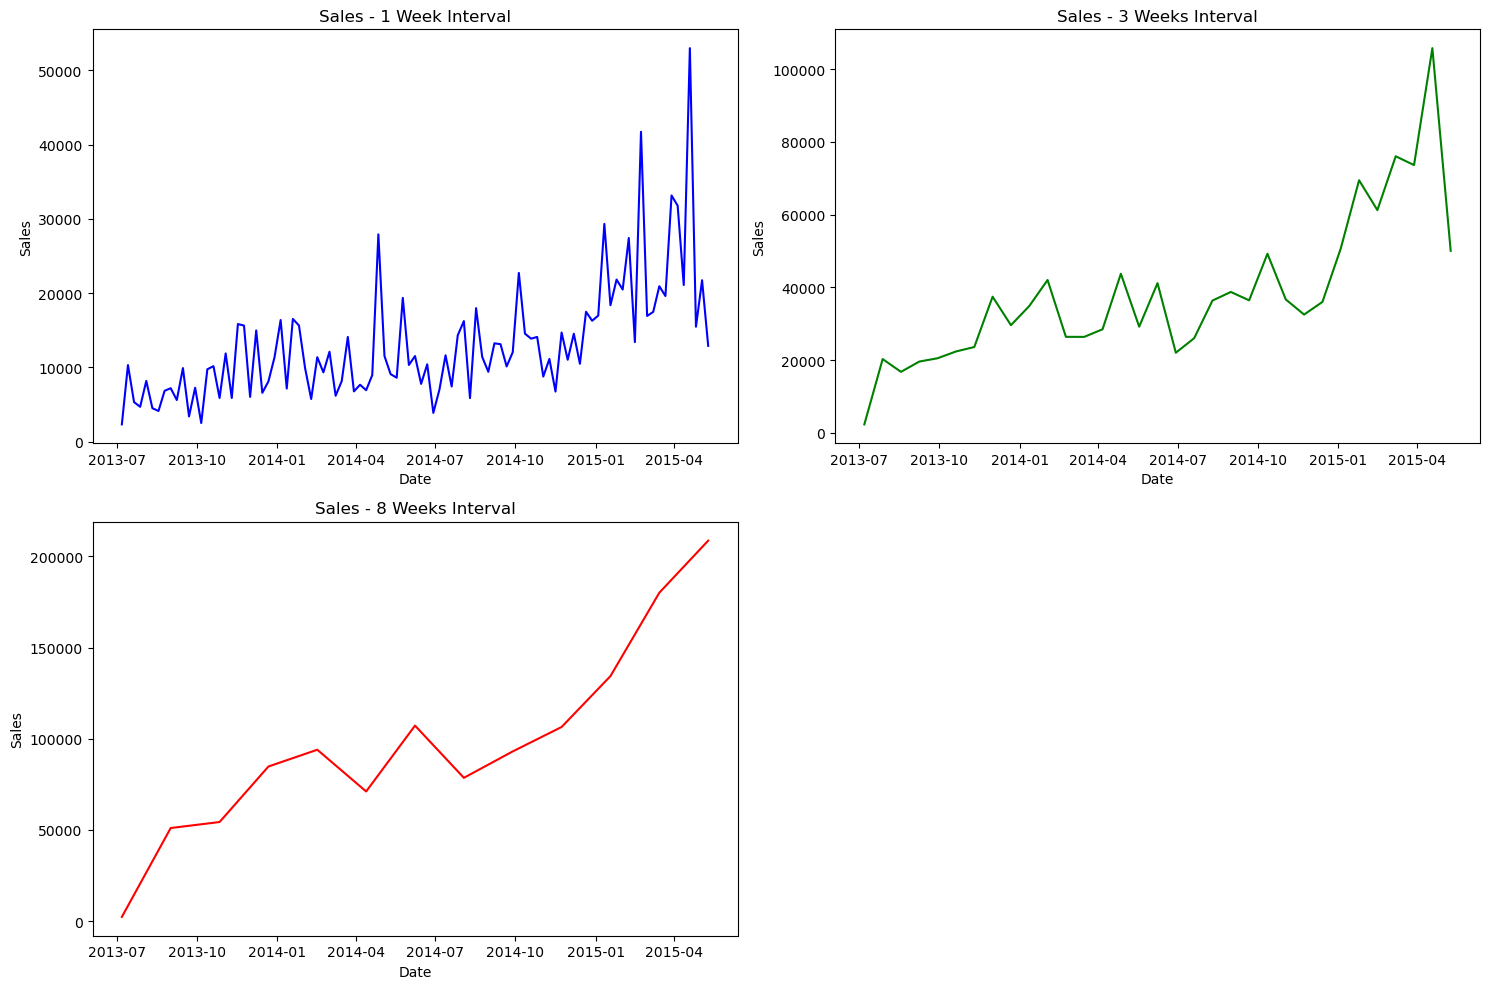 Sales - 1 Week Interval
50000
40000
30000
20000
10000
0
Sales
2013-07 2013-10 2014-01 2014-04 2014-07 2014-10 2015-01 2015-04
Date
Sales - 3 Weeks Interval
100000
80000
60000
40000
20000
0
Sales
2013-07 2013-10 2014-01 2014-04 2014-07 2014-10 2015-01 2015-04
Date
Sales - 8 Weeks Interval
200000
150000
100000
50000
0
Sales
2013-07 2013-10 2014-01 2014-04 2014-07 2014-10 2015-01 2015-04
Date